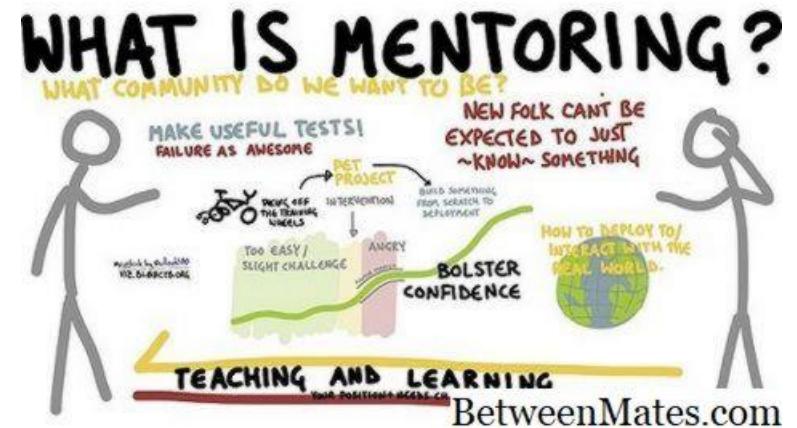 WHAT IS MENTORING?
WHAT COMMUNITY DO WE WANT TO BE?
MAKE USEFUL TESTS!
FAILURE AS AWESOME
NEW FOLK CAN'T BE
EXPECTED TO JUST
~KNOW~ SOMETHING
PET
PROJECT
TAKING OFF
THE TRAINING
WHEELS
INTERVENTION
BUILD SOMETHING
FROM SCRATCH TO
DEPLOYMENT
TOO EASY/
SLIGHT CHALLENGE
ANGRY
BOLSTER
CONFIDENCE
HOW TO DEPLOY TO/
INTERACT WITH THE
REAL WORLD.
TEACHING AND LEARNING
YOUR POSITION + NEEDS
BetweenMates.com